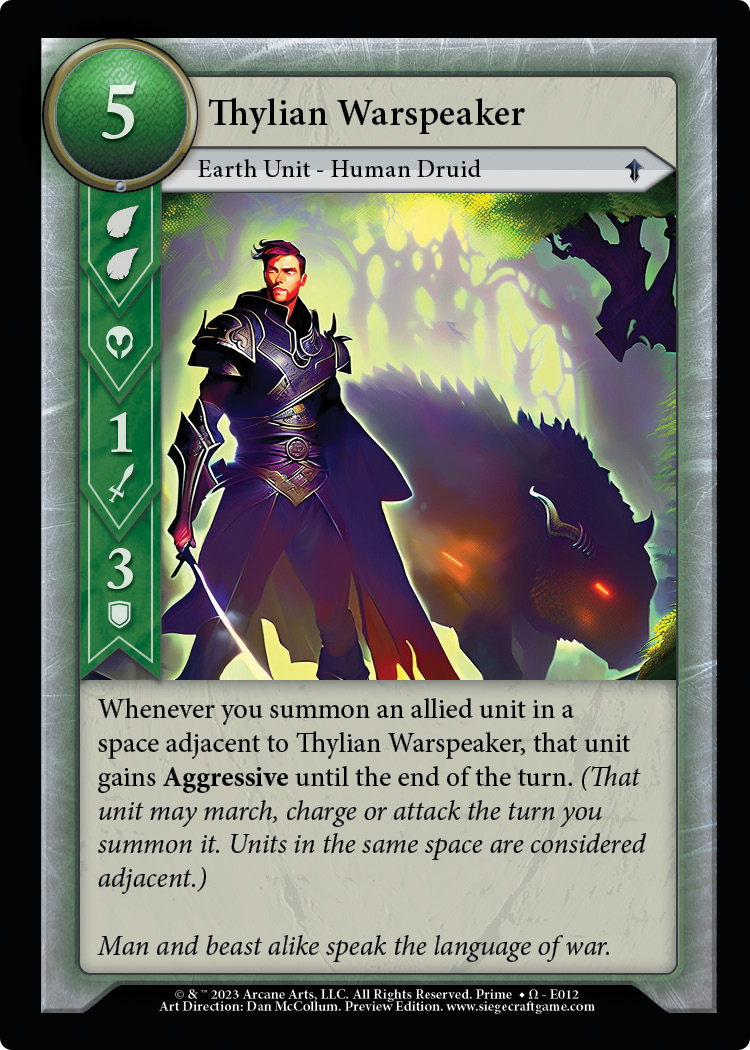 5
Thylian Warspeaker
Earth Unit - Human Druid
1
3
Whenever you summon an allied unit in a
space adjacent to Thylian Warspeaker, that unit
gains Aggressive until the end of the turn. (That
unit may march, charge or attack the turn you
summon it. Units in the same space are considered
adjacent.)
Man and beast alike speak the language of war.
© & ™ 2023 Arcane Arts, LLC. All Rights Reserved. Prime ⬥ Ω - E012
Art Direction: Dan McCollum. Preview Edition. www.siegecraftgame.com